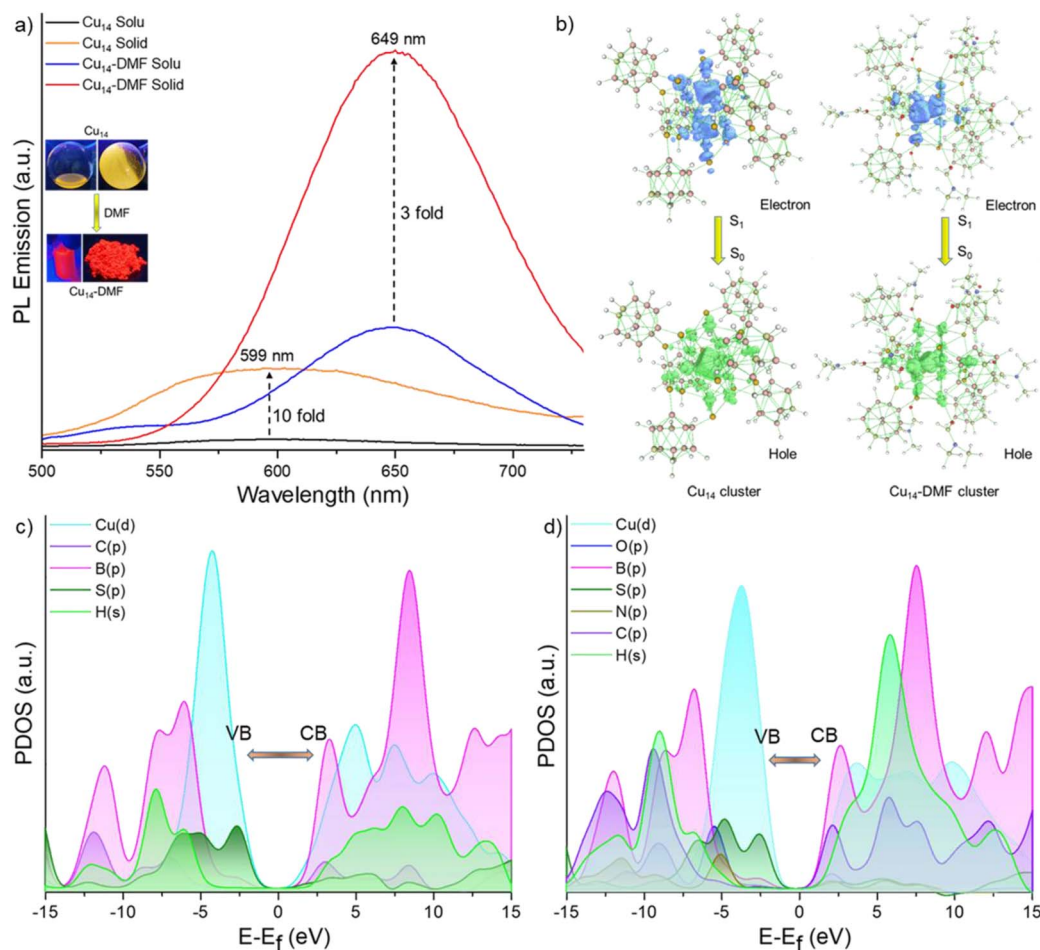 a)
Cu₁₄ Solu
Cu₁₄ Solid
Cu₁₄-DMF Solu
Cu₁₄-DMF Solid
649 nm
Cu₁₄
DMF
Cu₁₄-DMF
3 fold
599 nm
10 fold
PL Emission (a.u.)
500 550 600 650 700
Wavelength (nm)
b)
Electron
Electron
S₁
S₀
S₁
S₀
Hole
Hole
Cu₁₄ cluster
Cu₁₄-DMF cluster
c)
Cu(d)
C(p)
B(p)
S(p)
H(s)
VB
CB
PDOS (a.u.)
-15 -10 -5 0 5 10 15
E-E_f (eV)
d)
Cu(d)
O(p)
B(p)
S(p)
N(p)
C(p)
H(s)
VB
CB
PDOS (a.u.)
-15 -10 -5 0 5 10 15
E-E_f (eV)